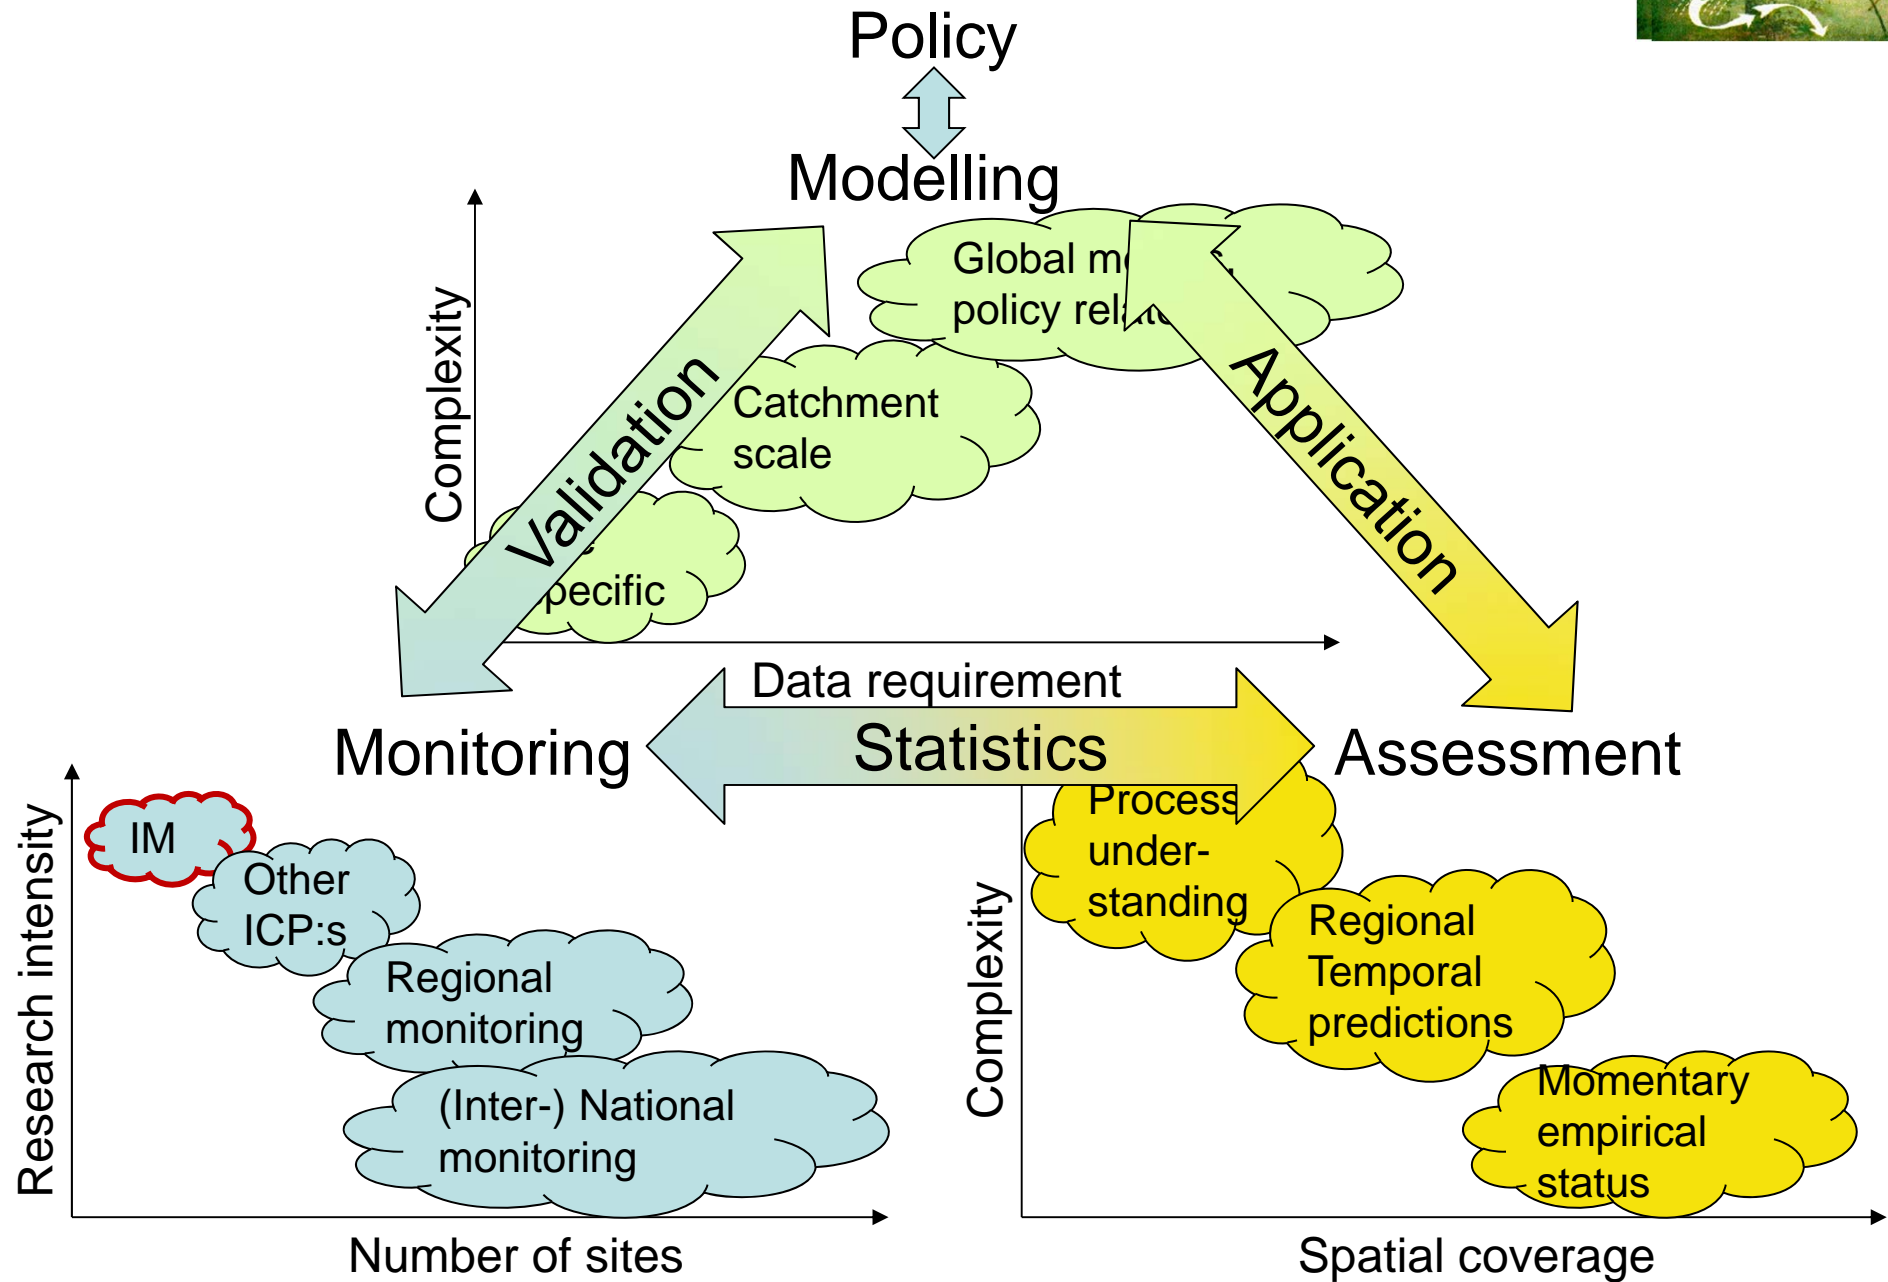 Policy
Modelling
Complexity
Global m
policy rela
Catchment
scale
Validation
Application
pecific
Data requirement
Monitoring
Statistics
Assessment
Research intensity
IM
Other
ICP:s
Regional
monitoring
(Inter-) National
monitoring
Number of sites
Complexity
Process
under-
standing
Regional
Temporal
predictions
Momentary
empirical
status
Spatial coverage